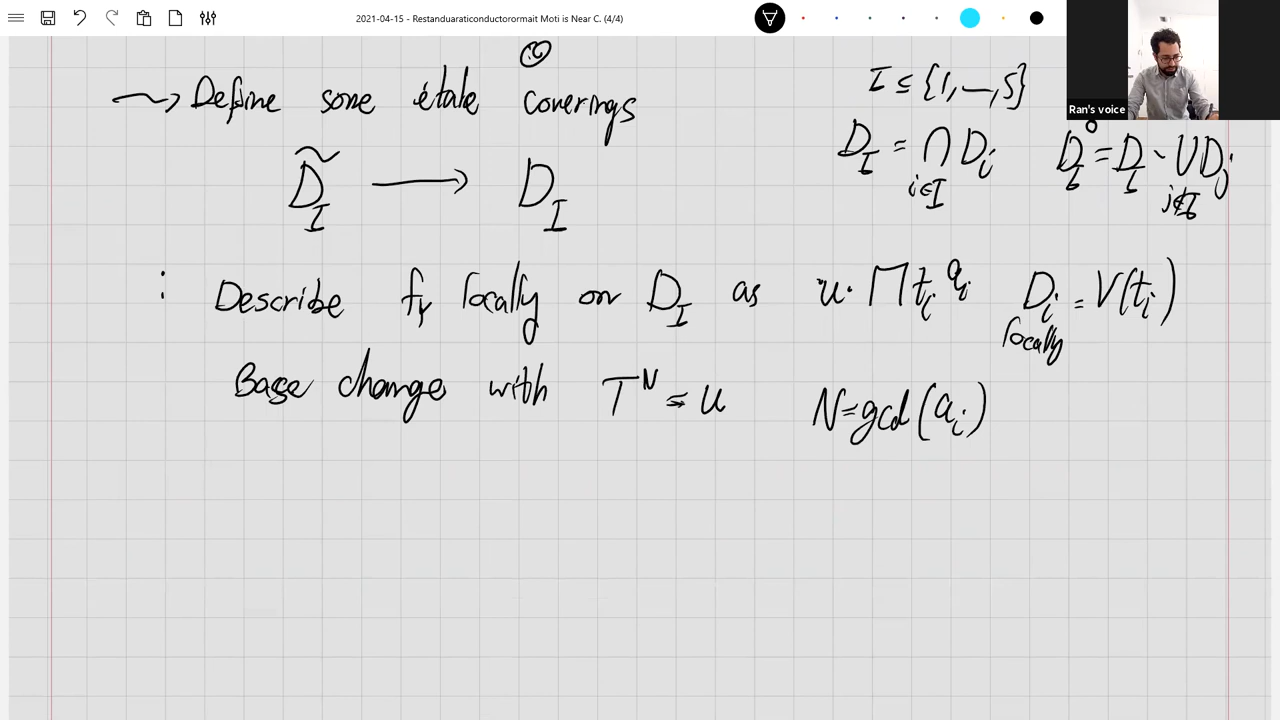 2021-04-15 - Restanduaraticonductorormait Moti is Near C. (4/4)
Ran's voice
~> Define some étale coverings
I ⊆ {1, —, S}
D̃_I → D_I
D_I = ⋂_{i∈I} D_i D_I^o = D_I \ ⋃_{j∉I} D_j
: Describe f_Y locally on D_I as u · ∏ t_i^{a_i} D_i = V(t_i)
locally
Base change with T^N = u N = gcd(a_i)